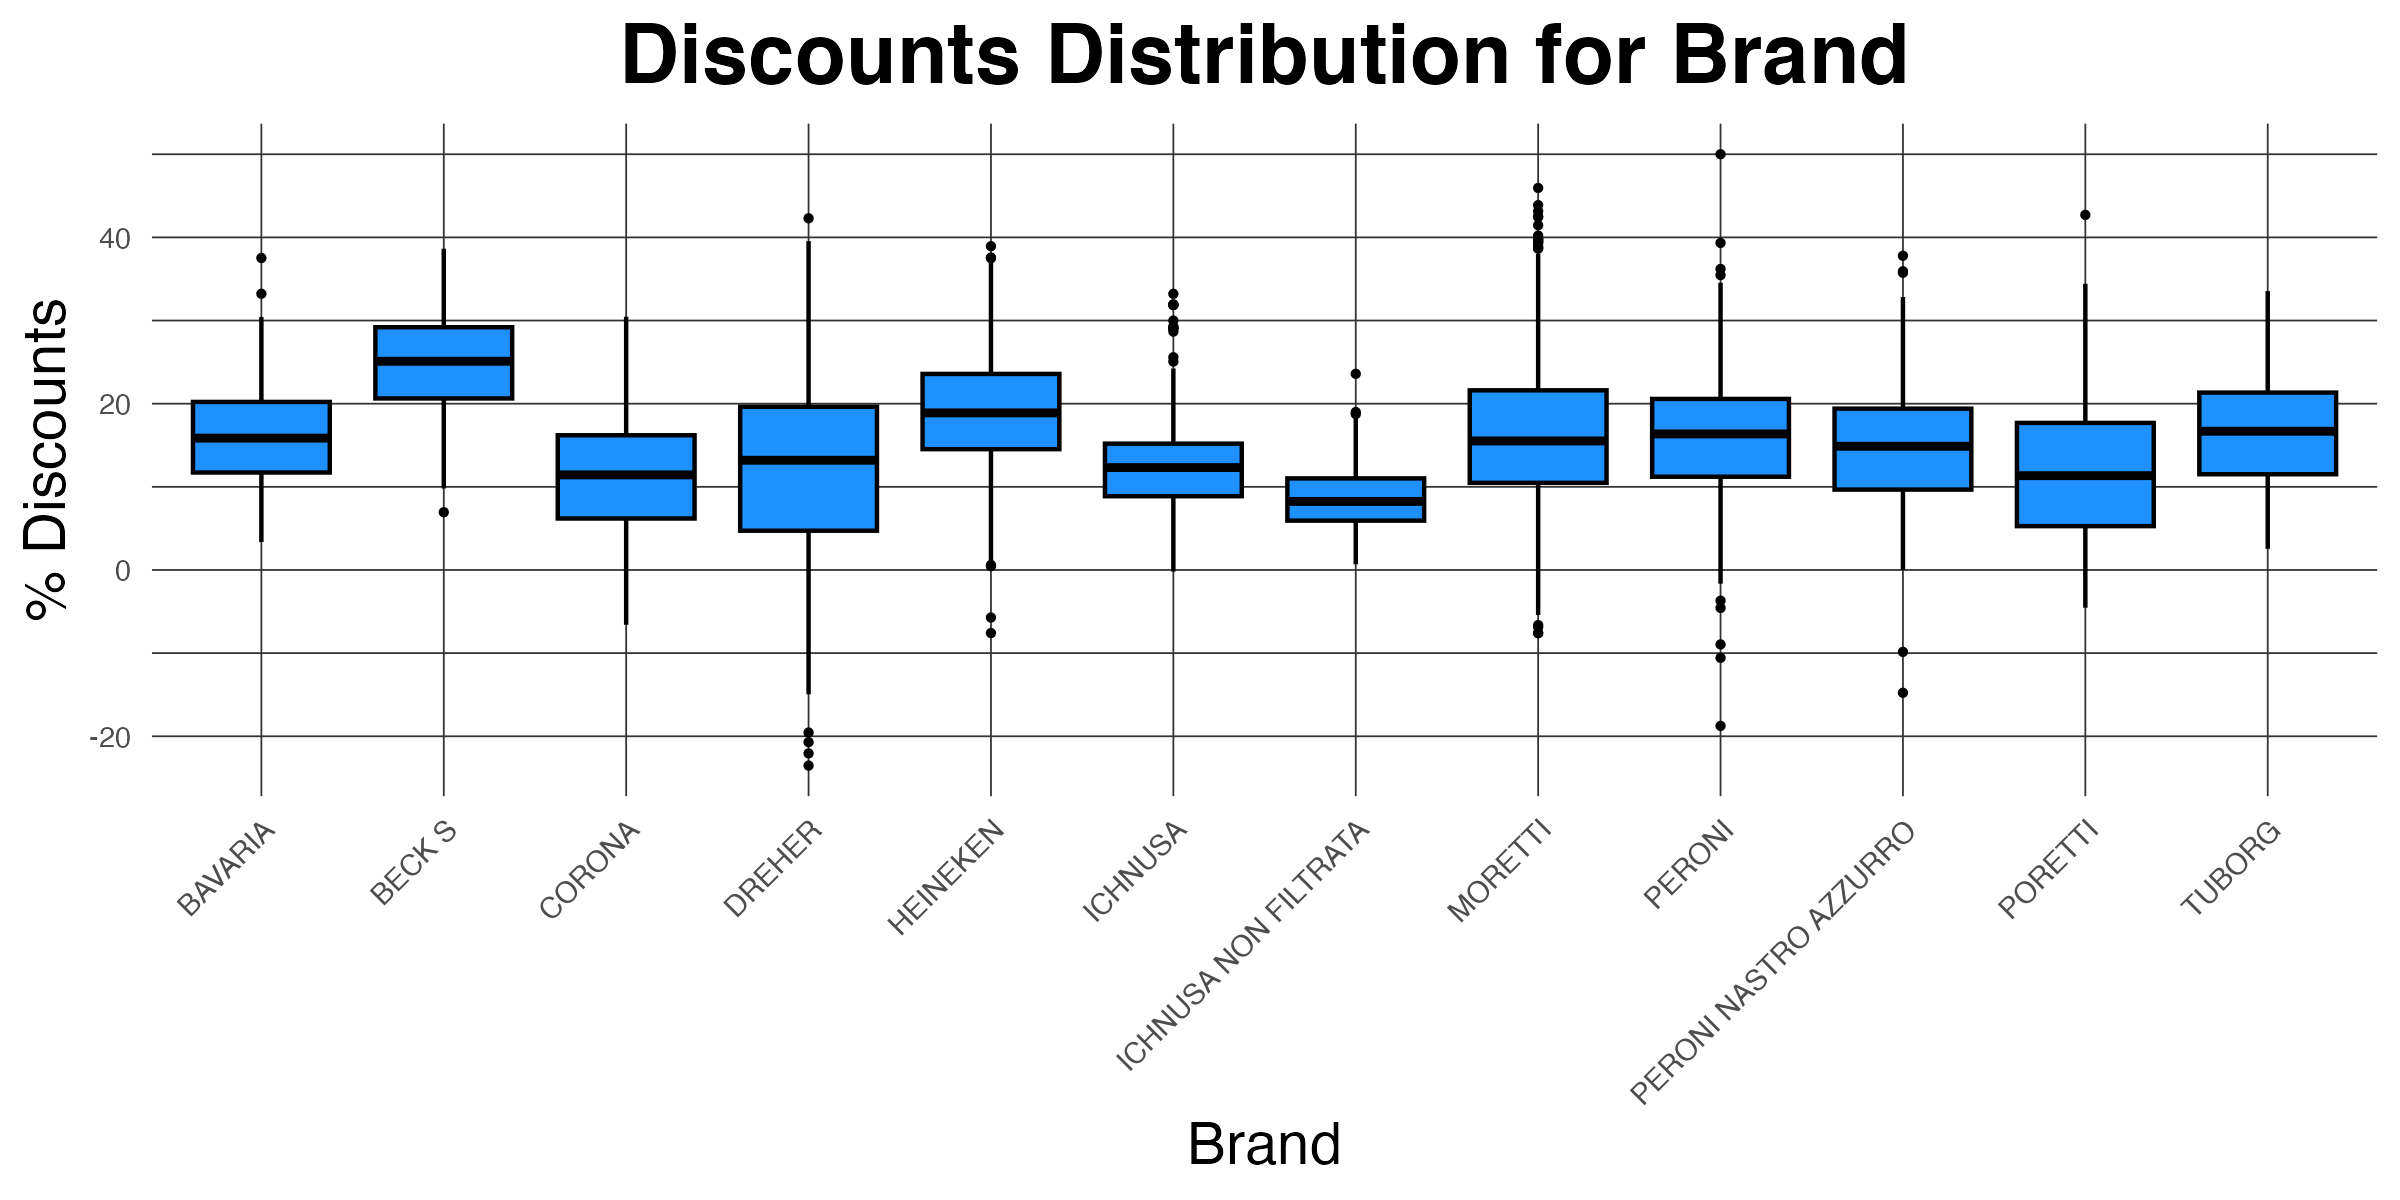 Discounts Distribution for Brand
% Discounts
40
20
0
-20
BAVARIA
BECK S
CORONA
DREHER
HEINEKEN
ICHNUSA
ICHNUSA NON FILTRATA
MORETTI
PERONI
PERONI NASTRO AZZURRO
PORETTI
TUBORG
Brand